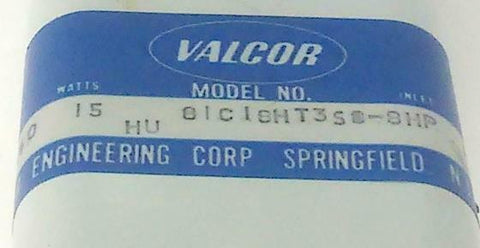 VALCOR
WATTS MODEL NO. INLET
15 HU
ENGINEERING CORP SPRINGFIELD N